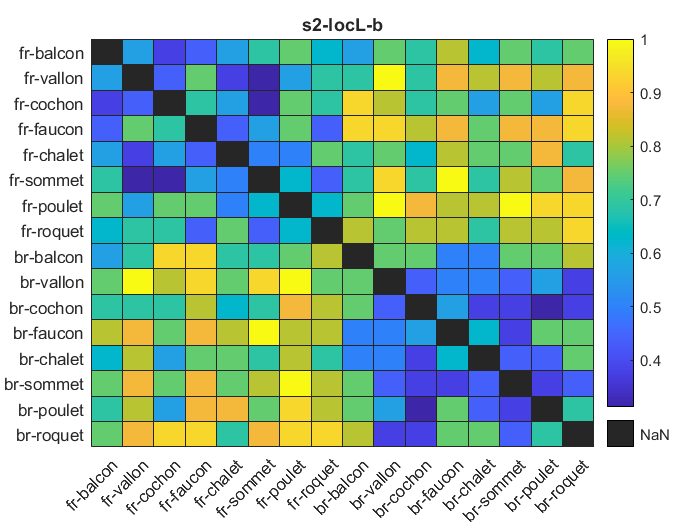 s2-locL-b
fr-balcon
fr-vallon
fr-cochon
fr-faucon
fr-chalet
fr-sommet
fr-poulet
fr-roquet
br-balcon
br-vallon
br-cochon
br-faucon
br-chalet
br-sommet
br-poulet
br-roquet
fr-balcon
fr-vallon
fr-cochon
fr-faucon
fr-chalet
fr-sommet
fr-poulet
fr-roquet
br-balcon
br-vallon
br-cochon
br-faucon
br-chalet
br-sommet
br-poulet
br-roquet
1
0.9
0.8
0.7
0.6
0.5
0.4
NaN